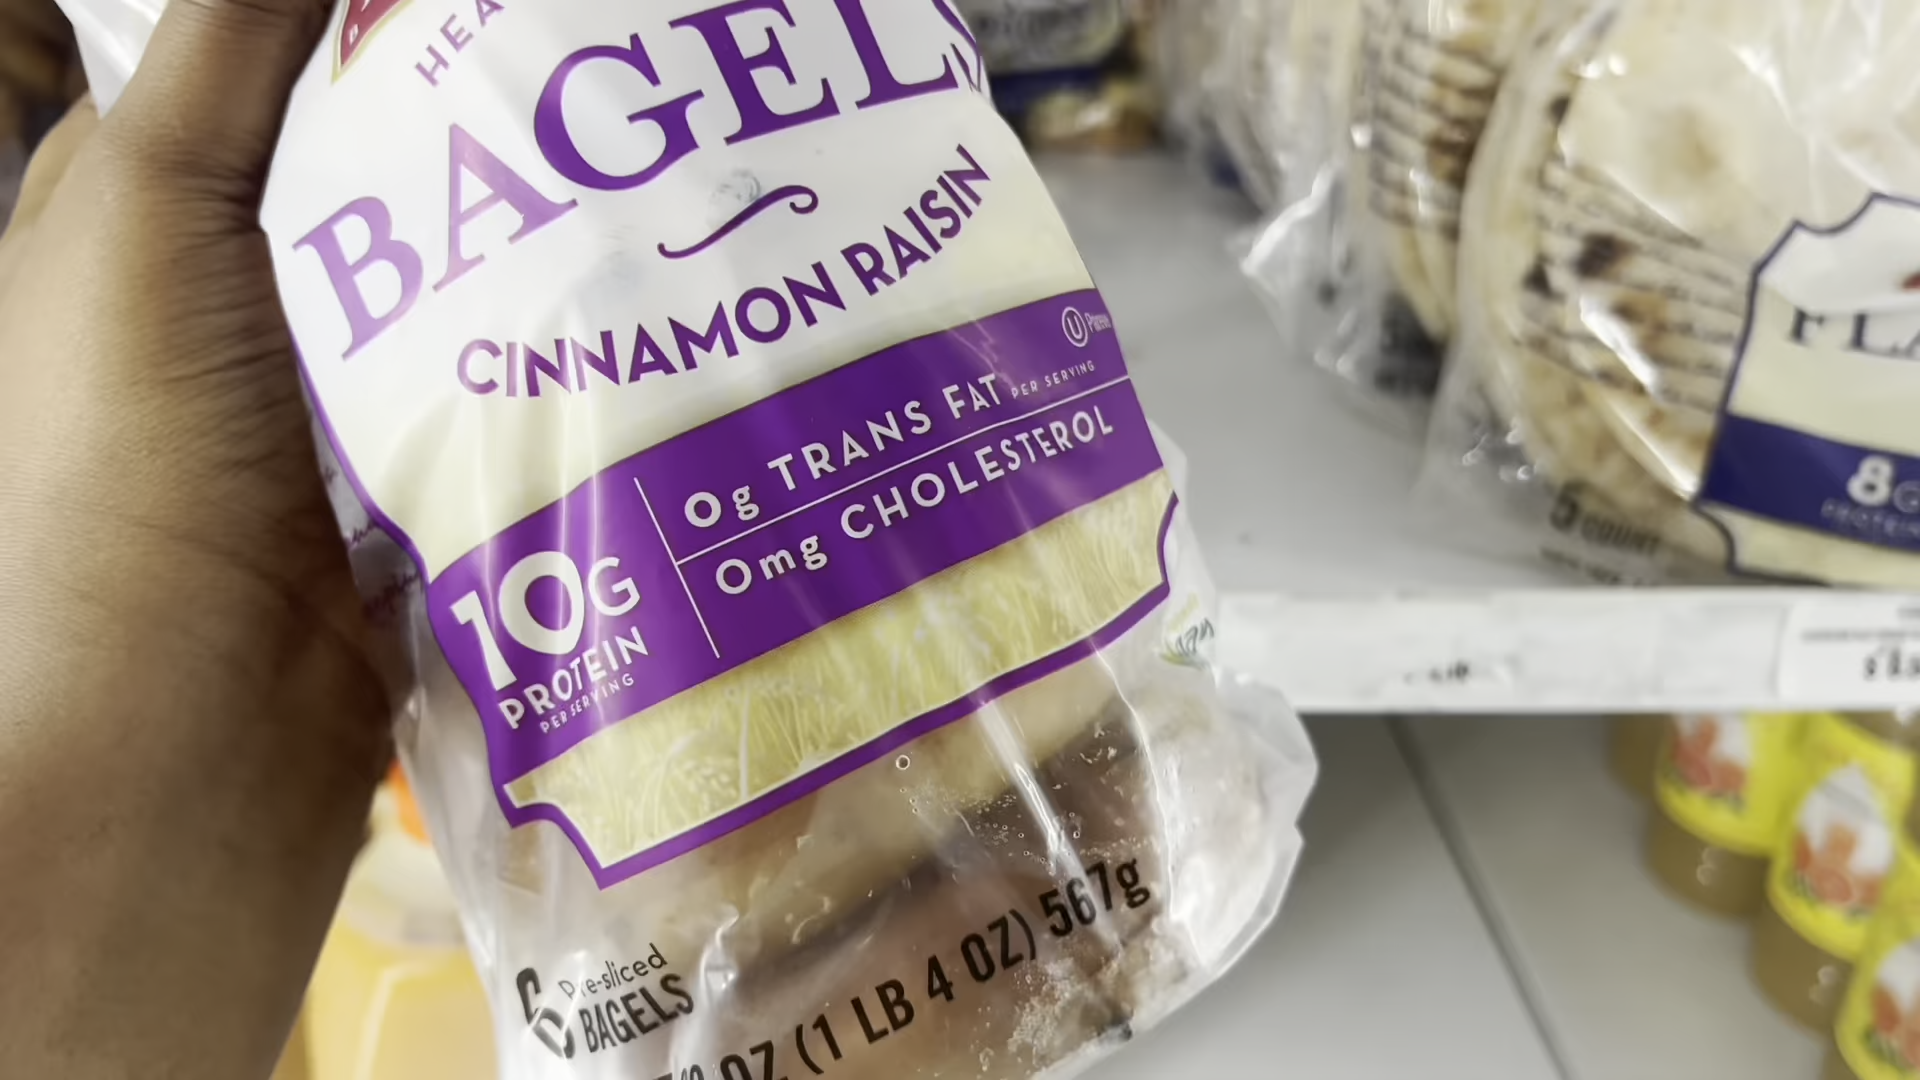 BAGELS
CINNAMON RAISIN
U
0g TRANS FAT PER SERVING
0mg CHOLESTEROL
10G
PROTEIN
PER SERVING
6 Pre-sliced
BAGELS
OZ (1 LB 4 OZ) 567g
8G
5 COUNT